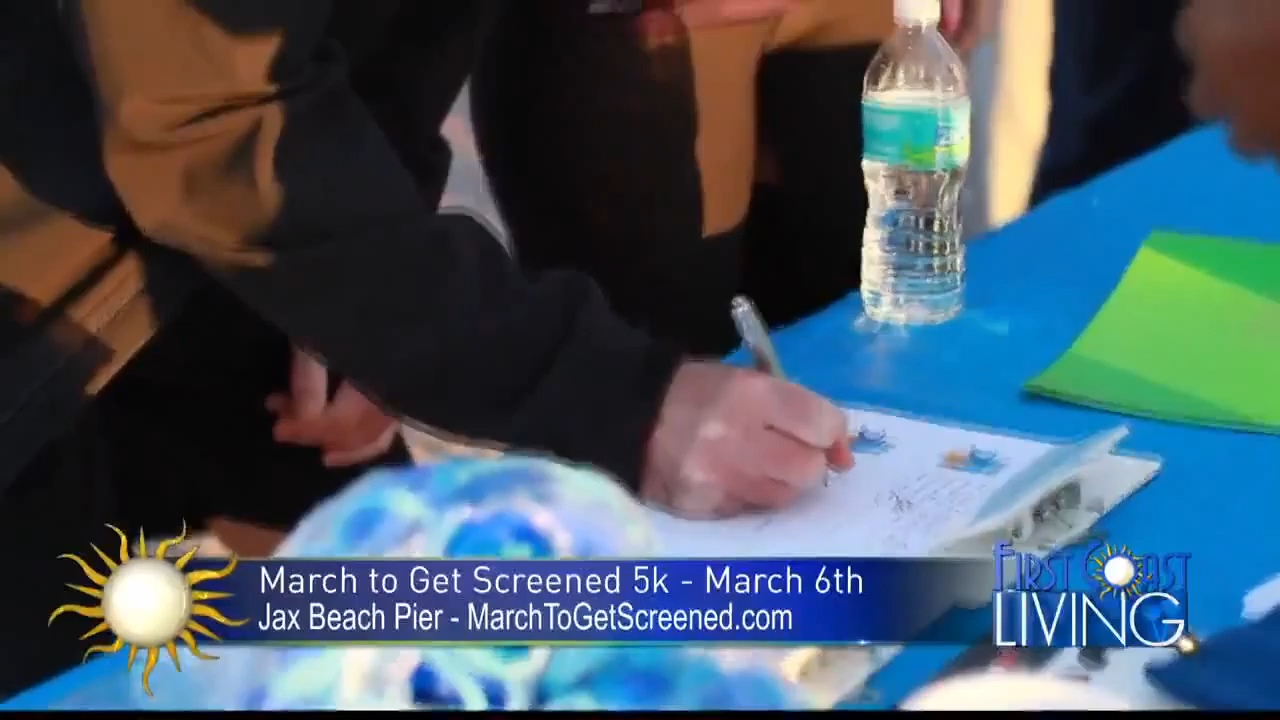 March to Get Screened 5k - March 6th
Jax Beach Pier - MarchToGetScreened.com
FIRST COAST
LIVING